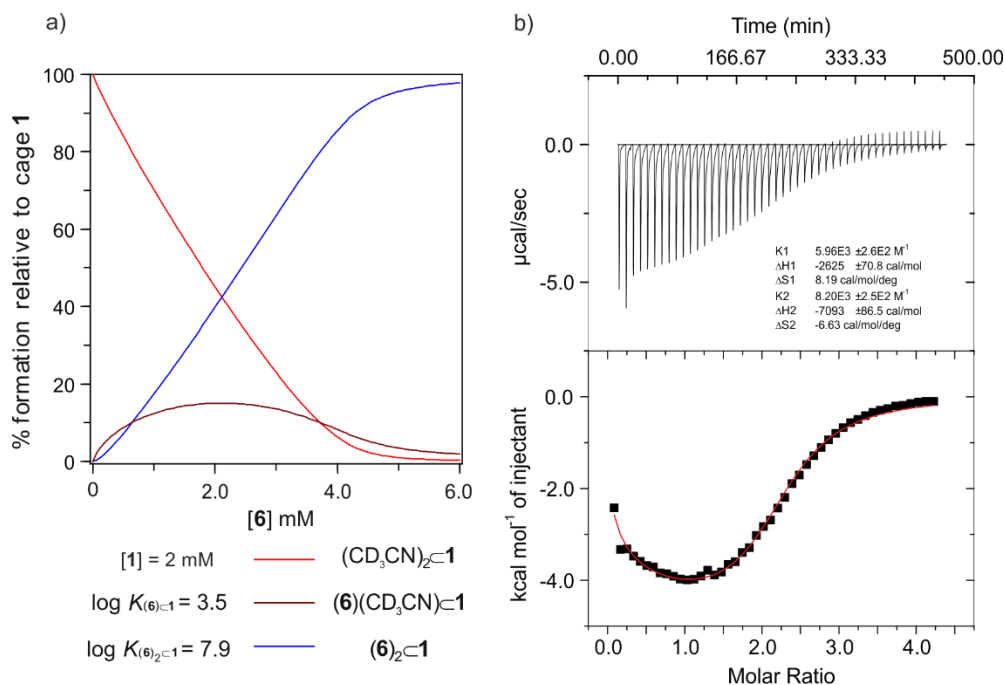 a)
% formation relative to cage 1
100
80
60
40
20
0
0 2.0 4.0 6.0
[6] mM
[1] = 2 mM (CD₃CN)₂⊂1
log K₍₆₎⊂₁ = 3.5 (6)(CD₃CN)⊂1
log K₍₆₎₂⊂₁ = 7.9 (6)₂⊂1
b)
Time (min)
0.00 166.67 333.33 500.00
µcal/sec
0.0
-5.0
K1 5.96E3 ±2.6E2 M⁻¹
ΔH1 -2625 ±70.8 cal/mol
ΔS1 8.19 cal/mol/deg
K2 8.20E3 ±2.5E2 M⁻¹
ΔH2 -7093 ±86.5 cal/mol
ΔS2 -6.63 cal/mol/deg
kcal mol⁻¹ of injectant
0.0
-2.0
-4.0
0.0 1.0 2.0 3.0 4.0
Molar Ratio